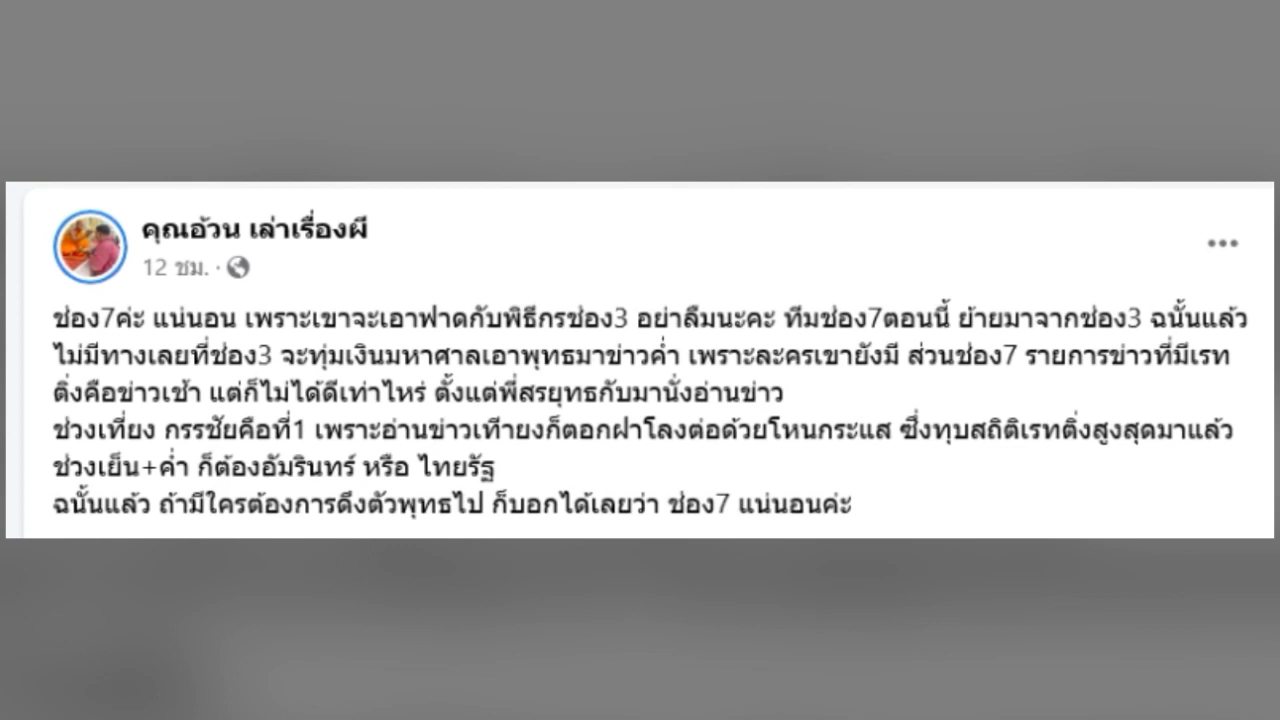 คุณอ้วน เล่าเรื่องผี
12 ชม. ·
ช่อง7ค่ะ แน่นอน เพราะเขาจะเอาฟาดกับพิธีกรช่อง3 อย่าลืมนะคะ ทีมช่อง7ตอนนี้ ย้ายมาจากช่อง3 ฉนั้นแล้ว
ไม่มีทางเลยที่ช่อง3 จะทุ่มเงินมหาศาลเอาพุทธมาข่าวค่ำ เพราะละครเขายังมี ส่วนช่อง7 รายการข่าวที่มีเรท
ติ่งคือข่าวเช้า แต่ก็ไม่ได้ดีเท่าไหร่ ตั้งแต่พี่สรยุทธกับมานั่งอ่านข่าว
ช่วงเที่ยง กรรชัยคือที่1 เพราะอ่านข่าวเทียงก็ตอกฝาโลงต่อด้วยโหนกระแส ซึ่งทุบสถิติเรทติ่งสูงสุดมาแล้ว
ช่วงเย็น+ค่ำ ก็ต้องอัมรินทร์ หรือ ไทยรัฐ
ฉนั้นแล้ว ถ้ามีใครต้องการดึงตัวพุทธไป ก็บอกได้เลยว่า ช่อง7 แน่นอนค่ะ